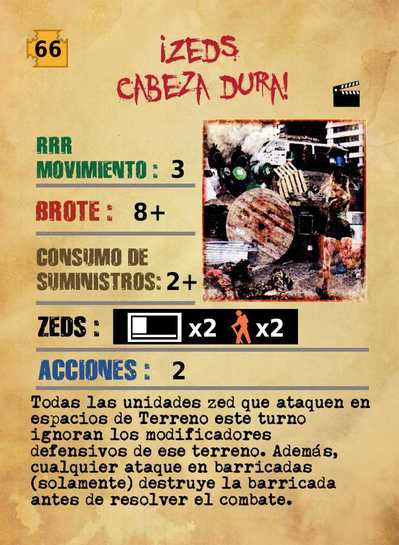 66
¡ZEDS
CABEZA DURA!
RRR
MOVIMIENTO : 3
BROTE : 8+
CONSUMO DE
SUMINISTROS: 2+
ZEDS : x2 x2
ACCIONES : 2
Todas las unidades zed que ataquen en
espacios de Terreno este turno
ignoran los modificadores
defensivos de ese terreno. Además,
cualquier ataque en barricadas
(solamente) destruye la barricada
antes de resolver el combate.